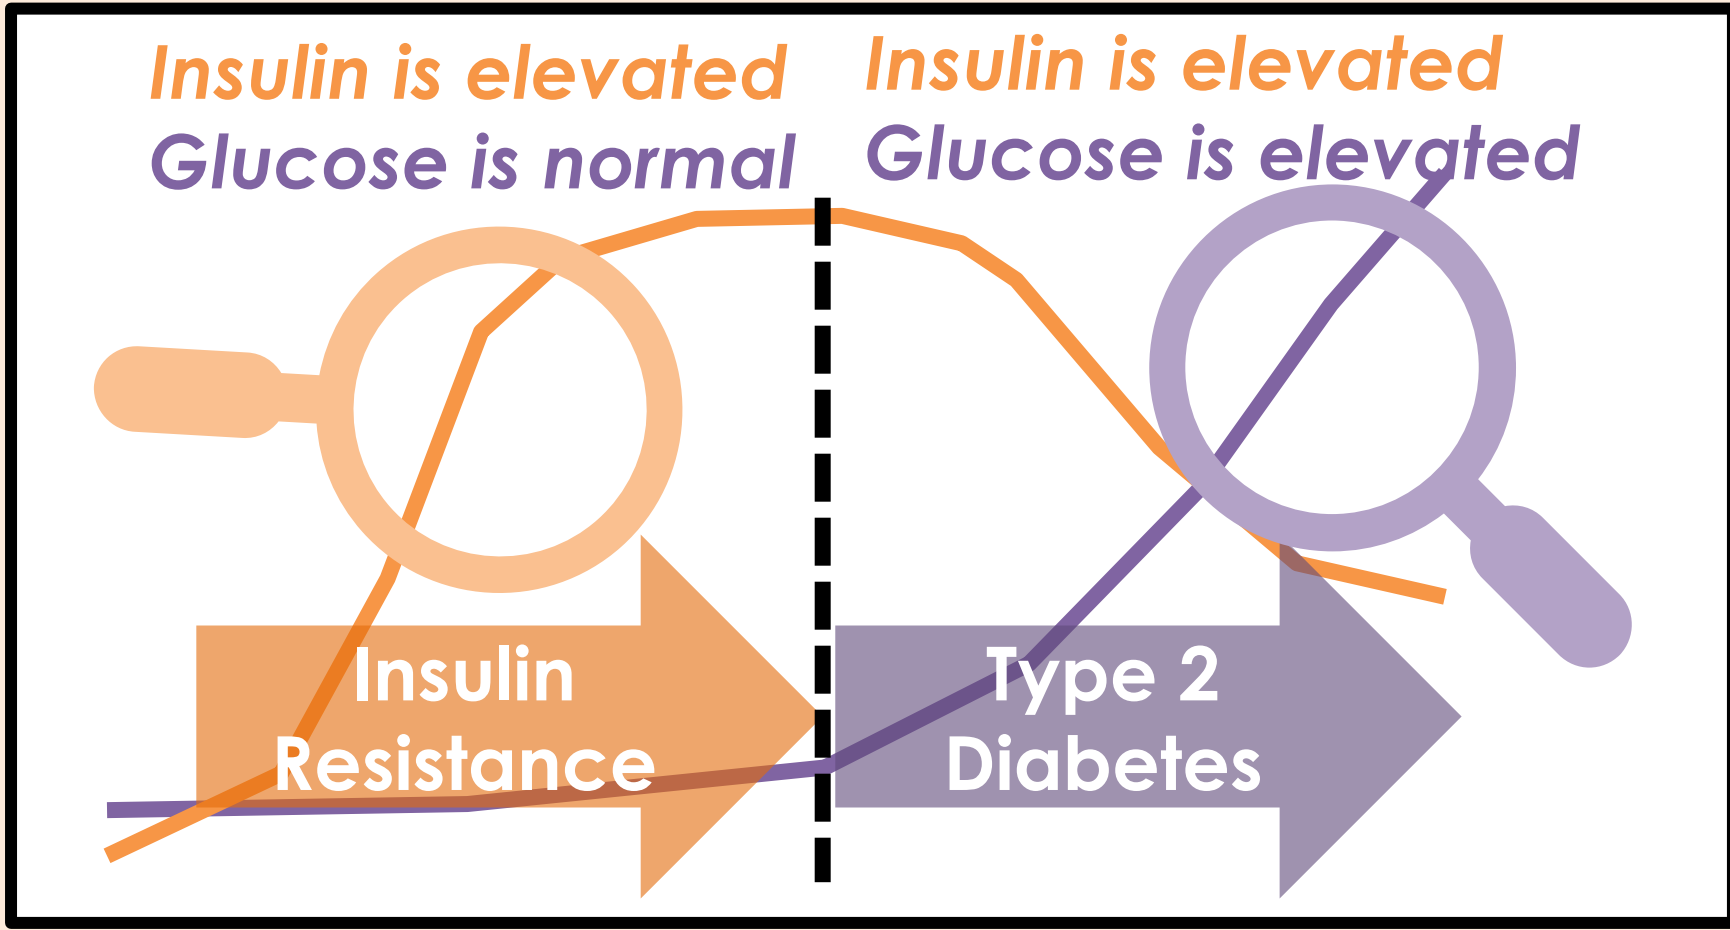 Insulin is elevated
Glucose is normal
Insulin is elevated
Glucose is elevated
Insulin
Resistance
Type 2
Diabetes